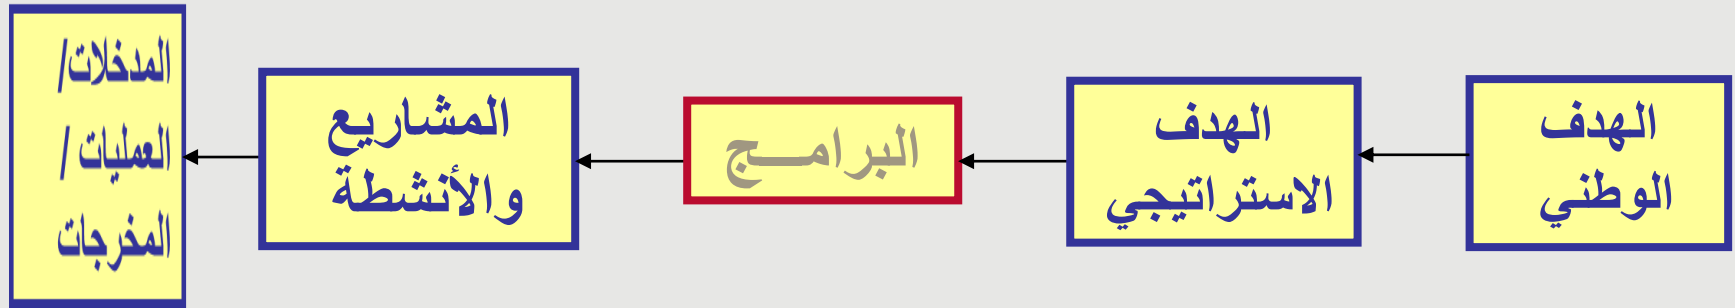 الهدف
الوطني
الهدف
الاستراتيجي
البرامــج
المشاريع
والأنشطة
المدخلات/
العمليات /
المخرجات